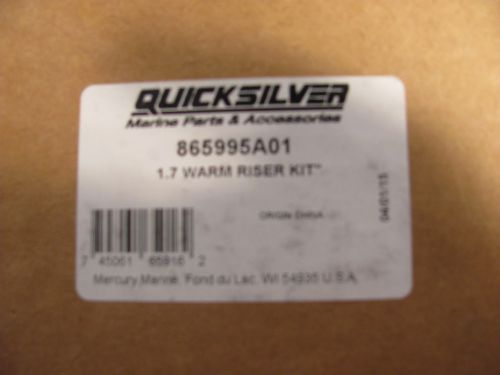 QUICKSILVER
Marine Parts & Accessories
865995A01
1.7 WARM RISER KIT"
ORIGIN CHINA
04/01/15
7 45061 65916 2
Mercury Marine, Fond du Lac, WI 54935 U.S.A.